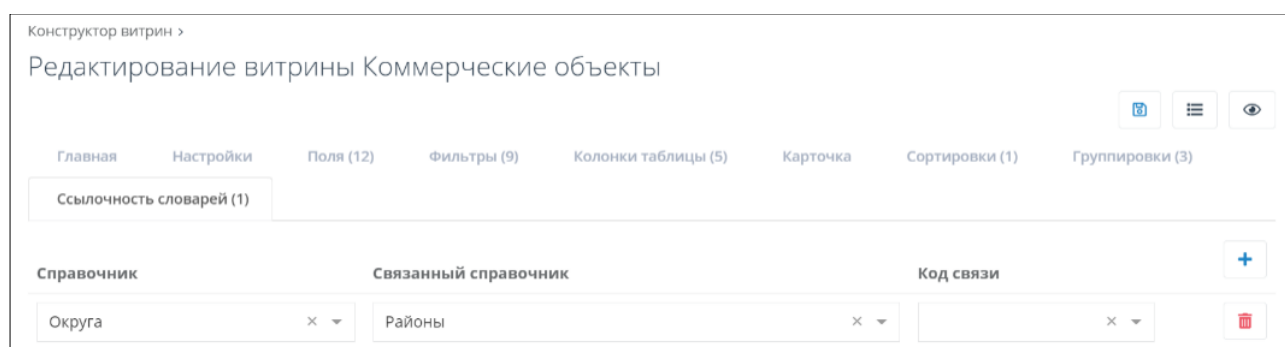 Конструктор витрин >
Редактирование витрины Коммерческие объекты
Главная Настройки Поля (12) Фильтры (9) Колонки таблицы (5) Карточка Сортировки (1) Группировки (3)
Ссылочность словарей (1)
Справочник Связанный справочник Код связи
Округа Районы